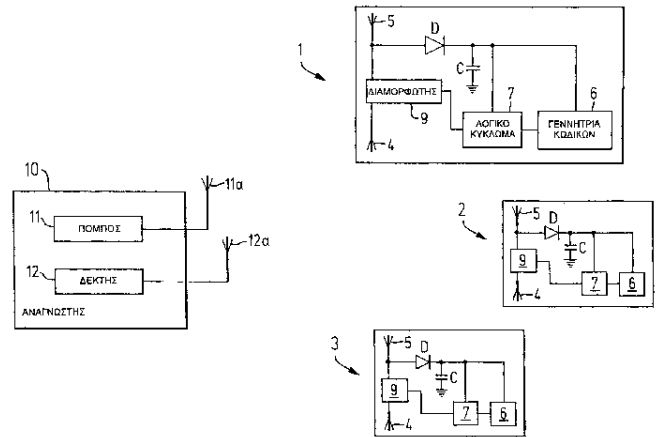 1
5
D
C
ΔΙΑΜΟΡΦΩΤΗΣ
9
4
7
ΛΟΓΙΚΟ
ΚΥΚΛΩΜΑ
6
ΓΕΝΝΗΤΡΙΑ
ΚΩΔΙΚΩΝ
10
11
ΠΟΜΠΟΣ
11α
12
ΔΕΚΤΗΣ
12α
ΑΝΑΓΝΩΣΤΗΣ
2
5
D
C
9
7
6
4
3
5
D
C
9
7
6
4